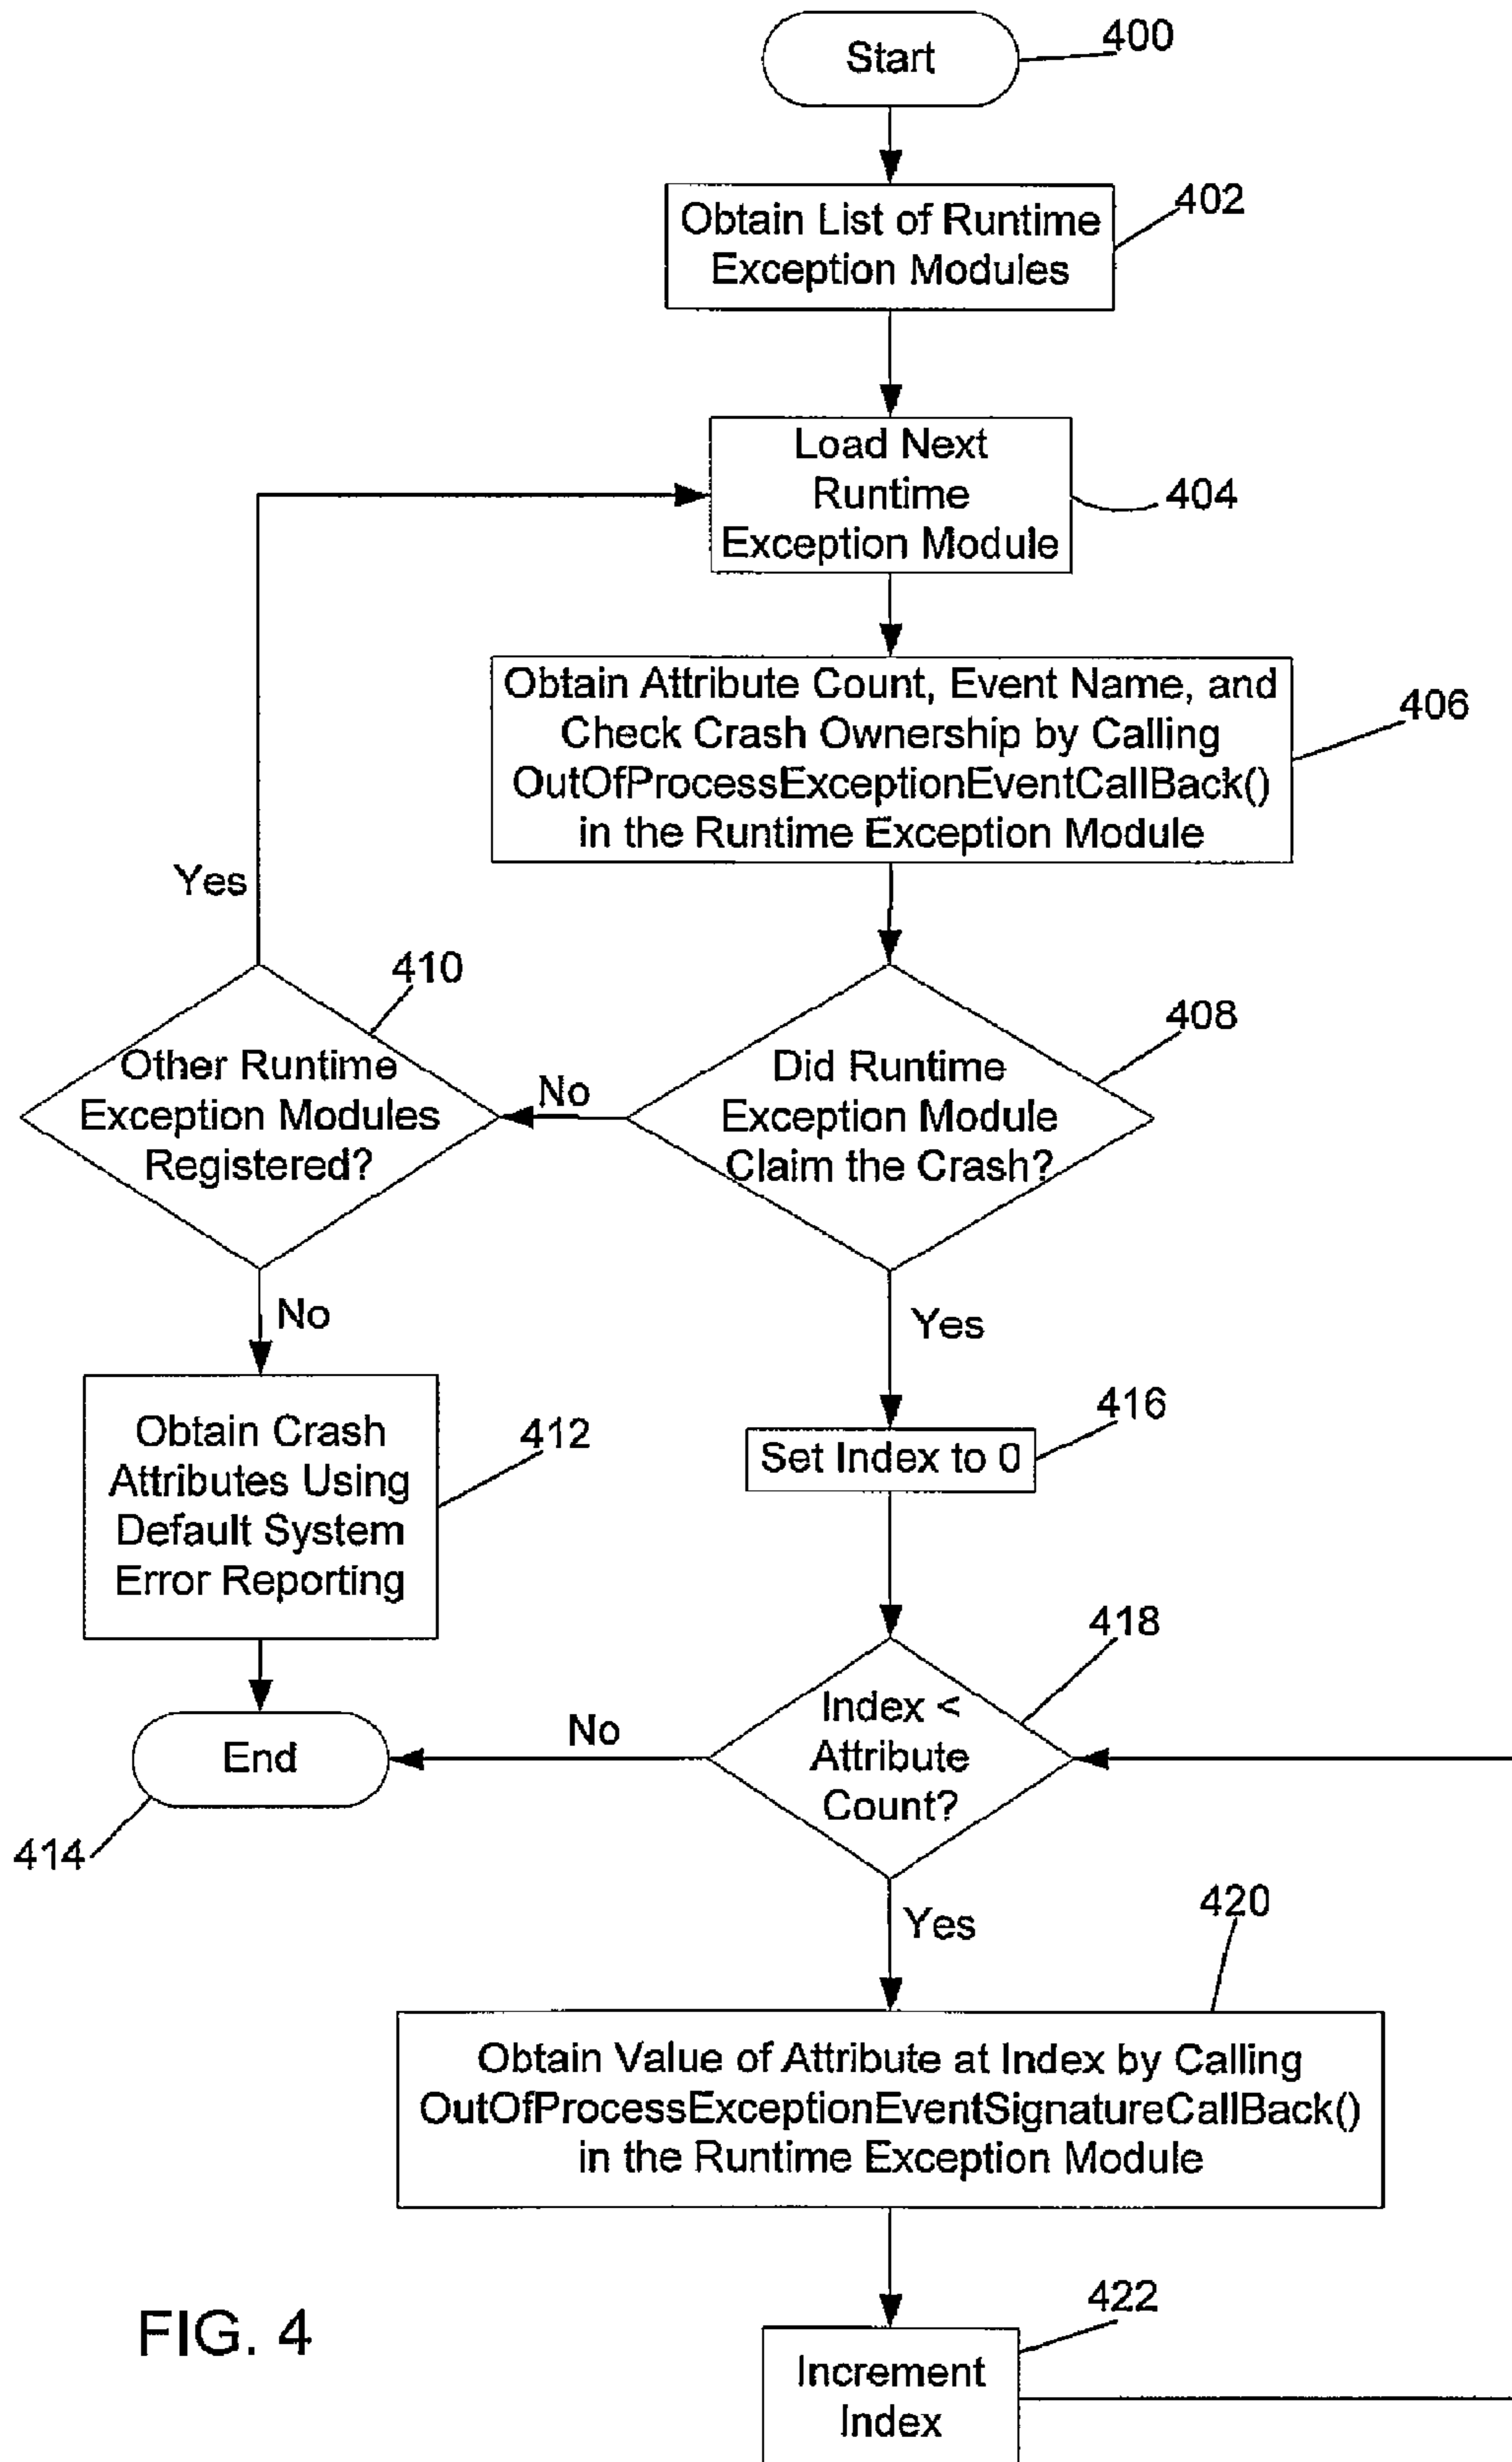 Start
400
Obtain List of Runtime
Exception Modules
402
Load Next
Runtime
Exception Module
404
Obtain Attribute Count, Event Name, and
Check Crash Ownership by Calling
OutOfProcessExceptionEventCallBack()
in the Runtime Exception Module
406
Yes
410
Other Runtime
Exception Modules
Registered?
No
408
Did Runtime
Exception Module
Claim the Crash?
No
Yes
Obtain Crash
Attributes Using
Default System
Error Reporting
412
416
Set Index to 0
418
Index <
Attribute
Count?
No
End
414
Yes
420
Obtain Value of Attribute at Index by Calling
OutOfProcessExceptionEventSignatureCallBack()
in the Runtime Exception Module
422
Increment
Index
FIG. 4